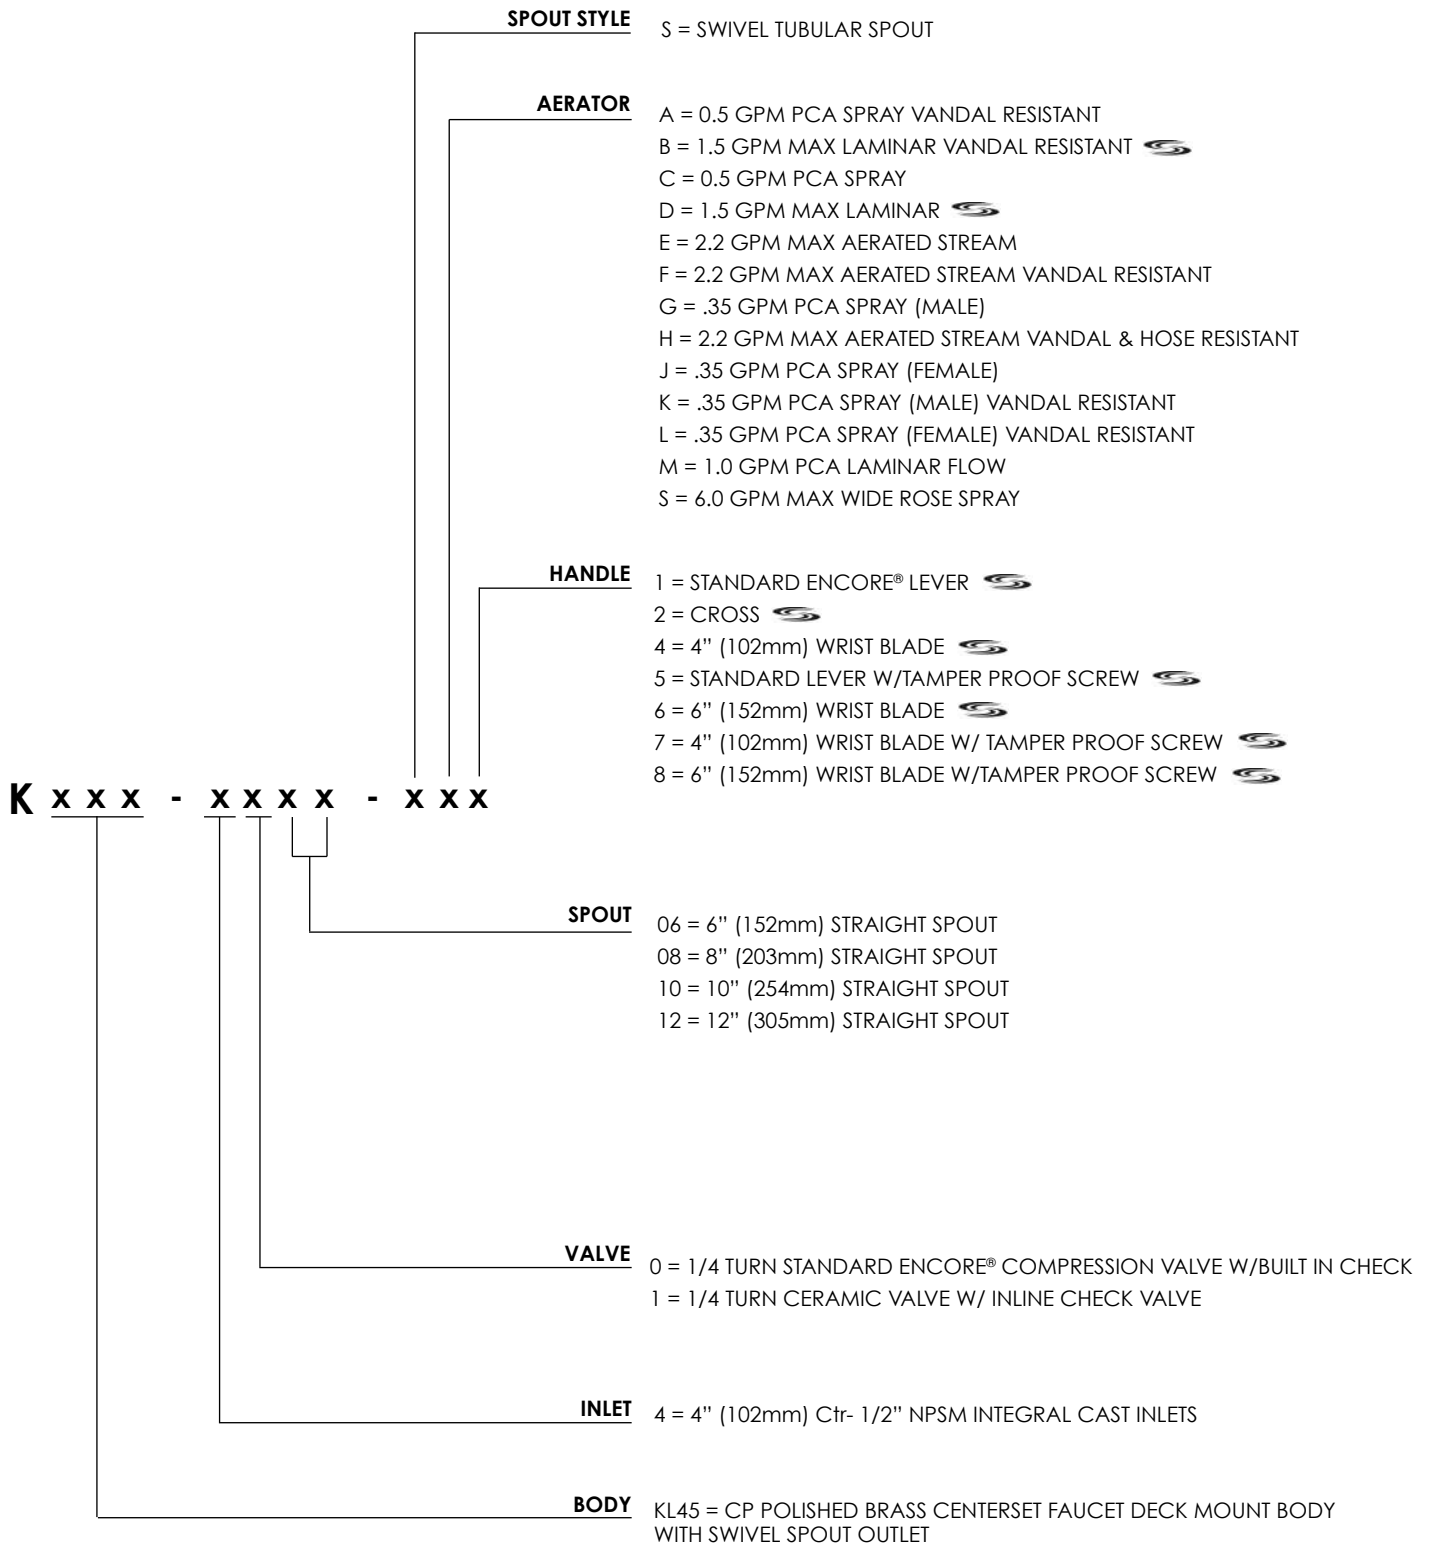 SPOUT STYLE
S = SWIVEL TUBULAR SPOUT
AERATOR
A = 0.5 GPM PCA SPRAY VANDAL RESISTANT
B = 1.5 GPM MAX LAMINAR VANDAL RESISTANT
C = 0.5 GPM PCA SPRAY
D = 1.5 GPM MAX LAMINAR
E = 2.2 GPM MAX AERATED STREAM
F = 2.2 GPM MAX AERATED STREAM VANDAL RESISTANT
G = .35 GPM PCA SPRAY (MALE)
H = 2.2 GPM MAX AERATED STREAM VANDAL & HOSE RESISTANT
J = .35 GPM PCA SPRAY (FEMALE)
K = .35 GPM PCA SPRAY (MALE) VANDAL RESISTANT
L = .35 GPM PCA SPRAY (FEMALE) VANDAL RESISTANT
M = 1.0 GPM PCA LAMINAR FLOW
S = 6.0 GPM MAX WIDE ROSE SPRAY
HANDLE
1 = STANDARD ENCORE® LEVER
2 = CROSS
4 = 4” (102mm) WRIST BLADE
5 = STANDARD LEVER W/TAMPER PROOF SCREW
6 = 6” (152mm) WRIST BLADE
7 = 4” (102mm) WRIST BLADE W/ TAMPER PROOF SCREW
8 = 6” (152mm) WRIST BLADE W/TAMPER PROOF SCREW
K x x x - x x x x - x x x
SPOUT
06 = 6” (152mm) STRAIGHT SPOUT
08 = 8” (203mm) STRAIGHT SPOUT
10 = 10” (254mm) STRAIGHT SPOUT
12 = 12” (305mm) STRAIGHT SPOUT
VALVE
0 = 1/4 TURN STANDARD ENCORE® COMPRESSION VALVE W/BUILT IN CHECK
1 = 1/4 TURN CERAMIC VALVE W/ INLINE CHECK VALVE
INLET
4 = 4” (102mm) Ctr- 1/2” NPSM INTEGRAL CAST INLETS
BODY
KL45 = CP POLISHED BRASS CENTERSET FAUCET DECK MOUNT BODY
WITH SWIVEL SPOUT OUTLET